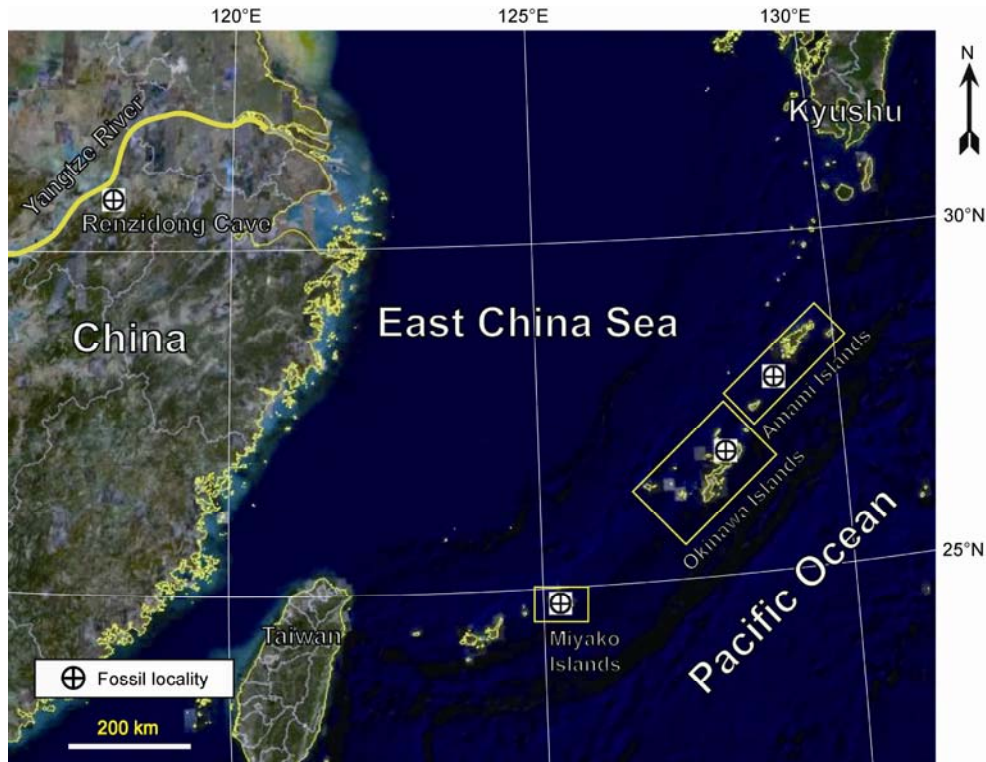 120°E
125°E
130°E
N
Kyushu
Yangtze River
Renzidong Cave
30°N
China
East China Sea
Amami Islands
Okinawa Islands
25°N
Pacific Ocean
Taiwan
Miyako
Islands
Fossil locality
200 km